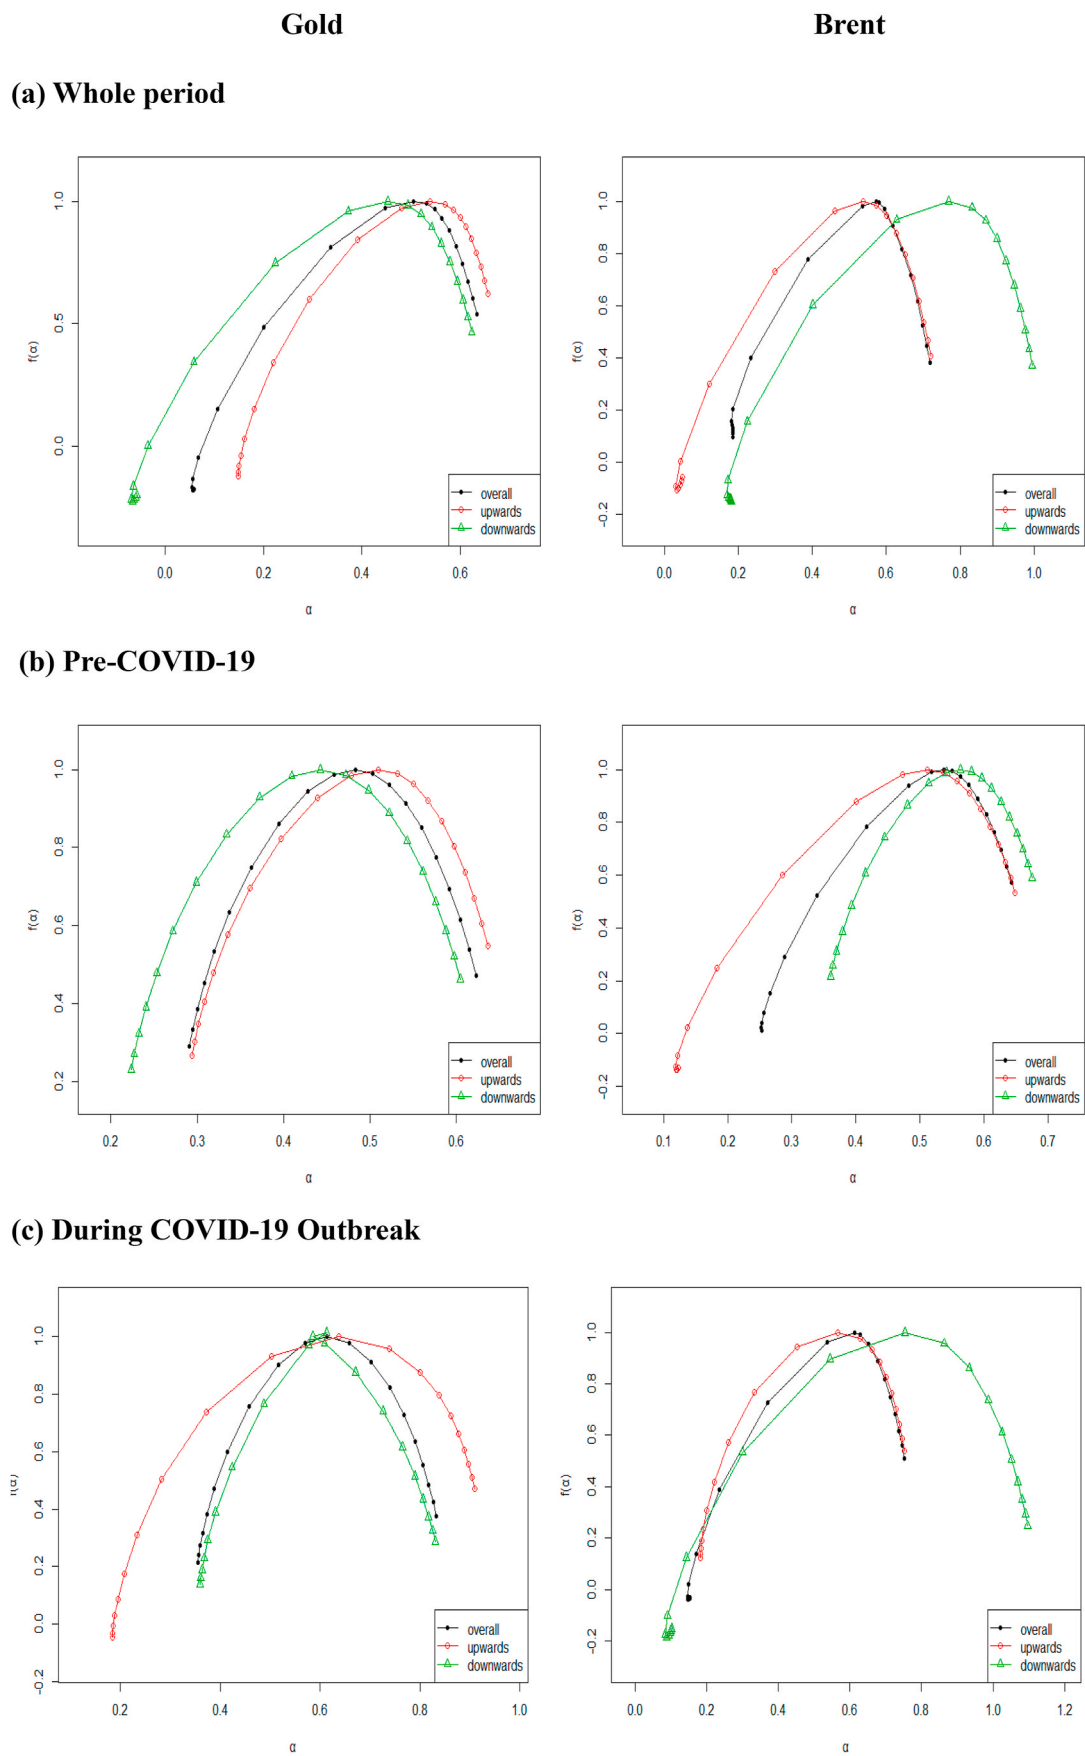 Gold Brent
(a) Whole period
f(α)
1.0
0.5
0.0
overall
upwards
downwards
0.0 0.2 0.4 0.6
α
f(α)
1.0
0.8
0.6
0.4
0.2
-0.2
overall
upwards
downwards
0.0 0.2 0.4 0.6 0.8 1.0
α
(b) Pre-COVID-19
f(α)
1.0
0.8
0.6
0.4
0.2
overall
upwards
downwards
0.2 0.3 0.4 0.5 0.6
α
f(α)
1.0
0.8
0.6
0.4
0.2
0.0
-0.2
overall
upwards
downwards
0.1 0.2 0.3 0.4 0.5 0.6 0.7
α
(c) During COVID-19 Outbreak
f(α)
1.0
0.8
0.6
0.4
0.2
0.0
-0.2
overall
upwards
downwards
0.2 0.4 0.6 0.8 1.0
α
f(α)
1.0
0.8
0.6
0.4
0.2
0.0
-0.2
overall
upwards
downwards
0.0 0.2 0.4 0.6 0.8 1.0 1.2
α